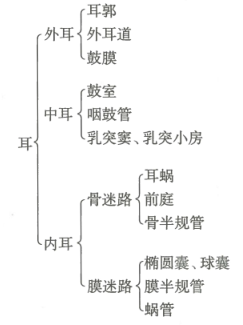 耳郭
外耳
外耳道
鼓膜
鼓室
中耳
咽鼓管
乳突窦、乳突小房
耳
耳蜗
骨迷路
前庭
骨半规管
内耳
椭圆囊、球囊
膜迷路
膜半规管
蜗管